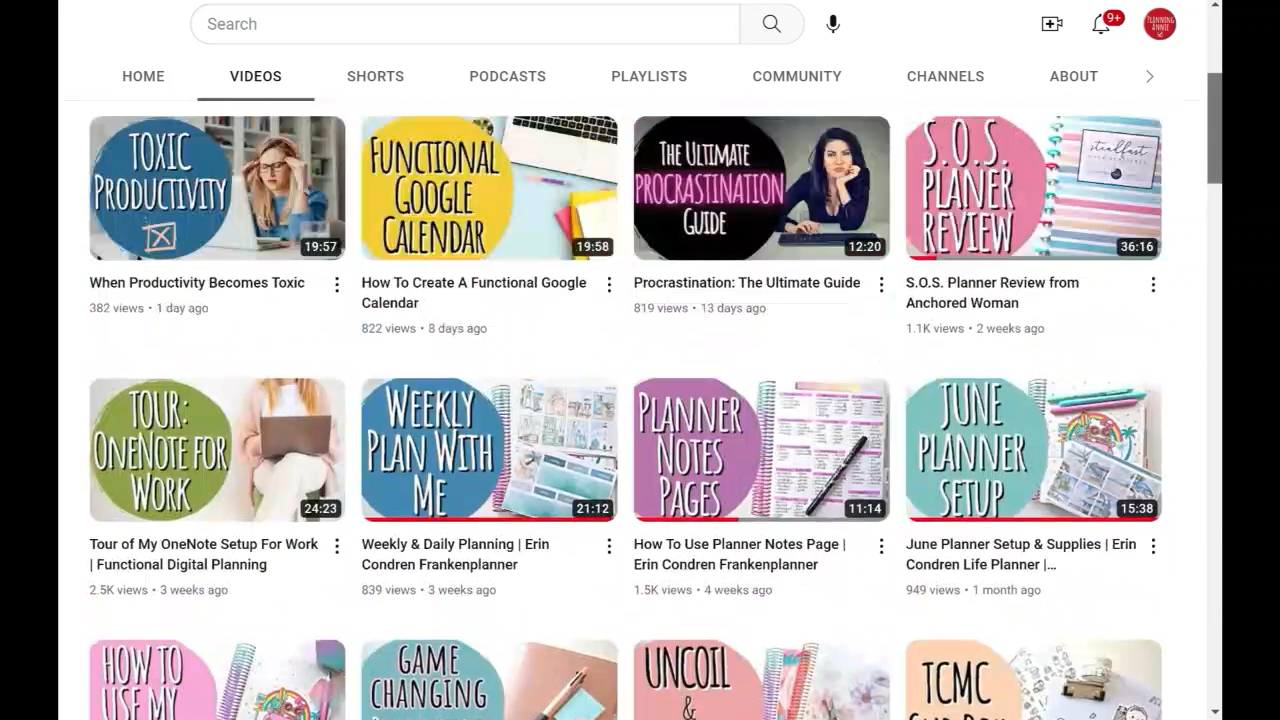 Search
9+
PLANNING
ANNIE
HOME
VIDEOS
SHORTS
PODCASTS
PLAYLISTS
COMMUNITY
CHANNELS
ABOUT
TOXIC
PRODUCTIVITY
19:57
FUNCTIONAL
GOOGLE
CALENDAR
19:58
THE ULTIMATE
PROCRASTINATION
GUIDE
12:20
S.O.S.
PLANER
REVIEW
steadfast
36:16
When Productivity Becomes Toxic
382 views • 1 day ago
How To Create A Functional Google
Calendar
822 views • 8 days ago
Procrastination: The Ultimate Guide
819 views • 13 days ago
S.O.S. Planner Review from
Anchored Woman
1.1K views • 2 weeks ago
TOUR:
ONENOTE FOR
WORK
24:23
WEEKLY
PLAN WITH
ME
21:12
PLANNER
NOTES
PAGES
11:14
JUNE
PLANNER
SETUP
15:38
Tour of My OneNote Setup For Work
| Functional Digital Planning
2.5K views • 3 weeks ago
Weekly & Daily Planning | Erin
Condren Frankenplanner
839 views • 3 weeks ago
How To Use Planner Notes Page |
Erin Condren Frankenplanner
1.5K views • 4 weeks ago
June Planner Setup & Supplies | Erin
Condren Life Planner |...
949 views • 1 month ago
HOW TO
USE MY
GAME
CHANGING
UNCOIL
&
TCMC